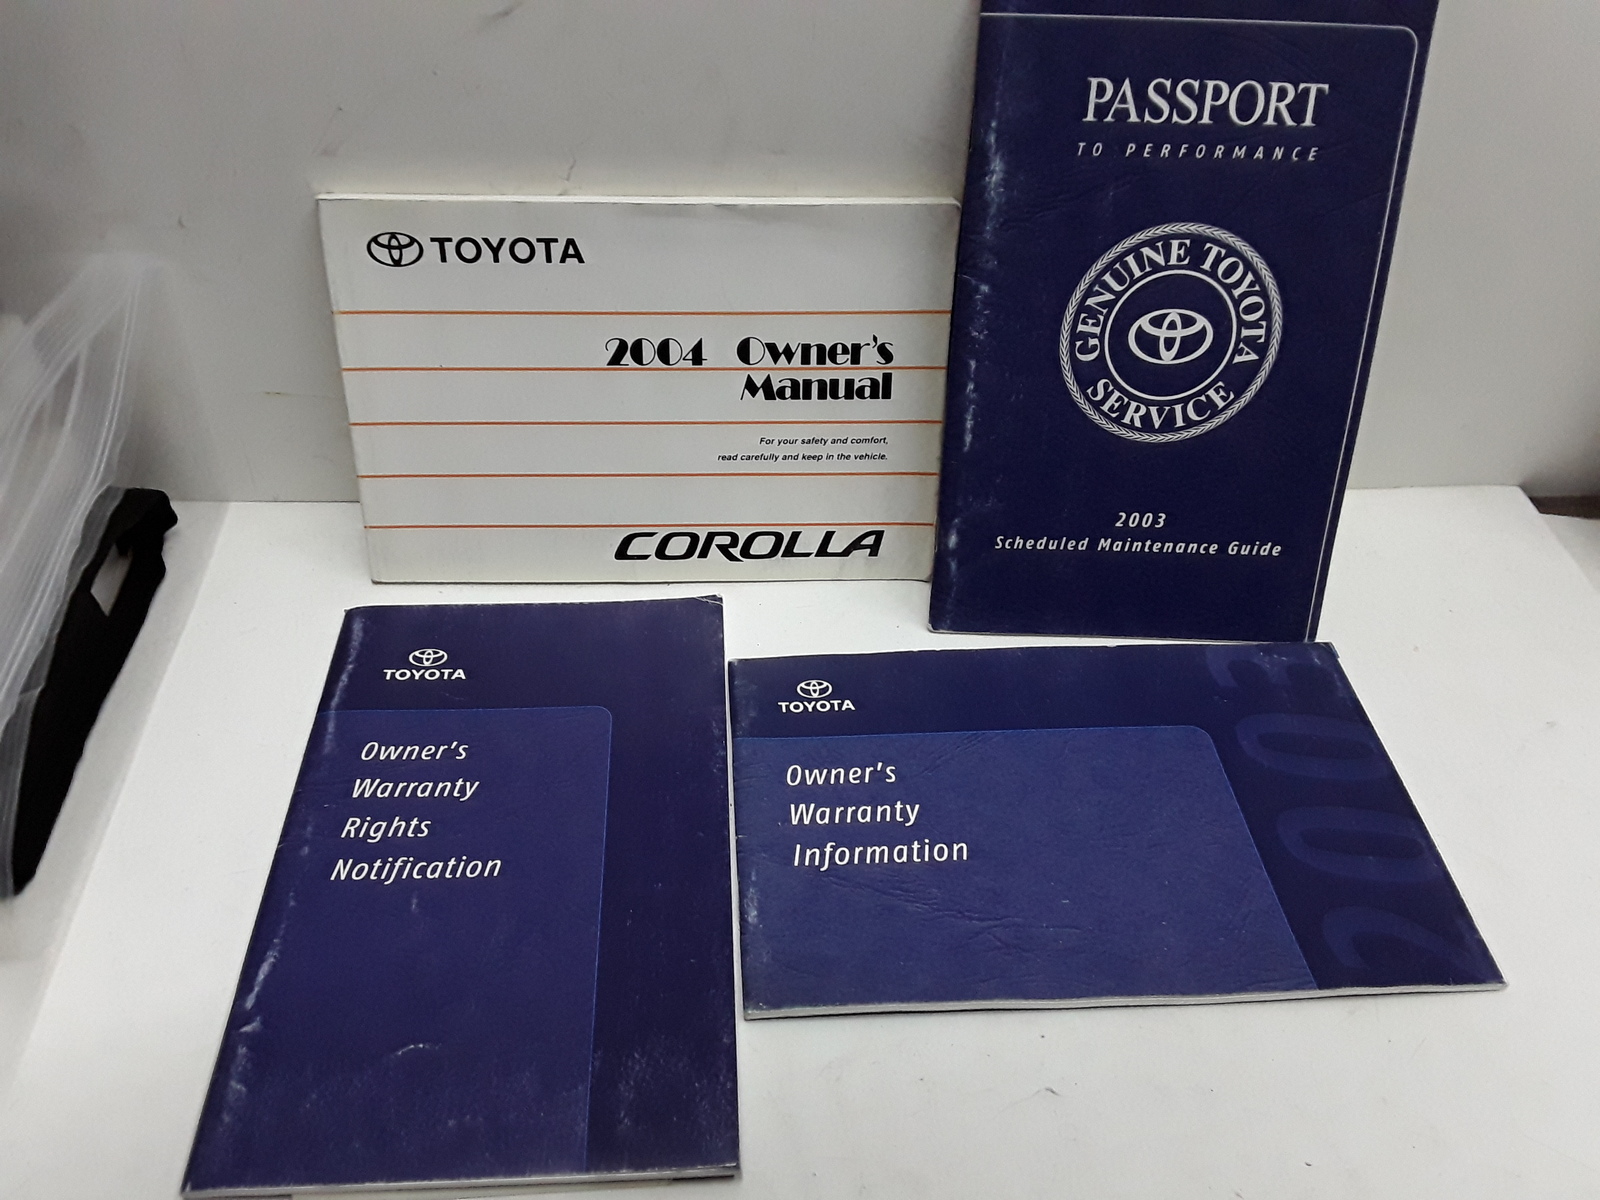 TOYOTA
2004 Owner's
Manual
For your safety and comfort,
read carefully and keep in the vehicle.
COROLLA
PASSPORT
TO PERFORMANCE
GENUINE TOYOTA
SERVICE
2003
Scheduled Maintenance Guide
TOYOTA
Owner's
Warranty
Rights
Notification
TOYOTA
Owner's
Warranty
Information
2003